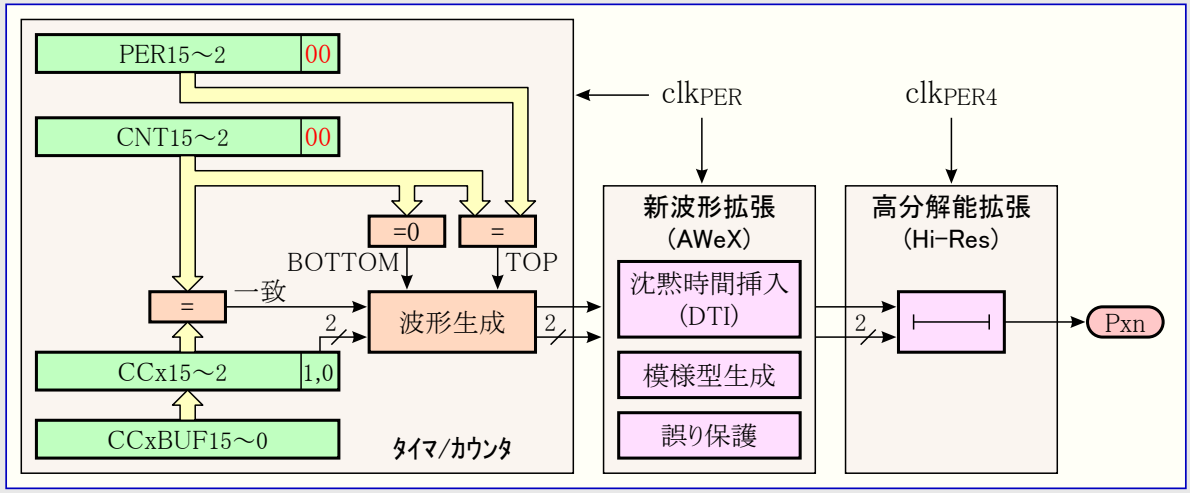 PER15～2 00
clkPER
clkPER4
CNT15～2 00
新波形拡張
(AWeX)
高分解能拡張
(Hi-Res)
=0
=
BOTTOM
TOP
沈黙時間挿入
(DTI)
=
一致
波形生成
2
2
2
Pxn
CCx15～2 1,0
模様型生成
CCxBUF15～0
タイマ/カウンタ
誤り保護